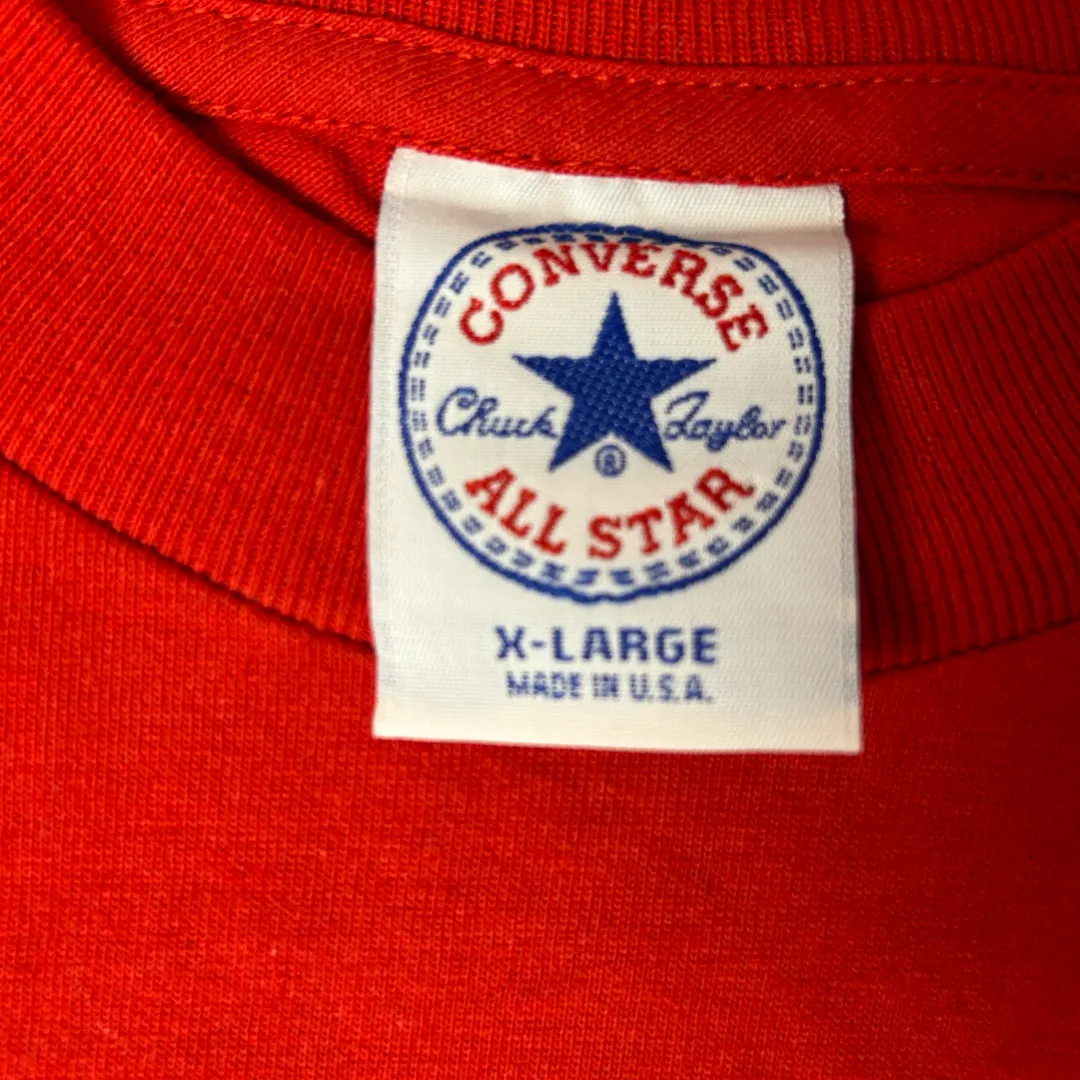 CONVERSE
Chuck Taylor
®
ALL STAR
X-LARGE
MADE IN U.S.A.